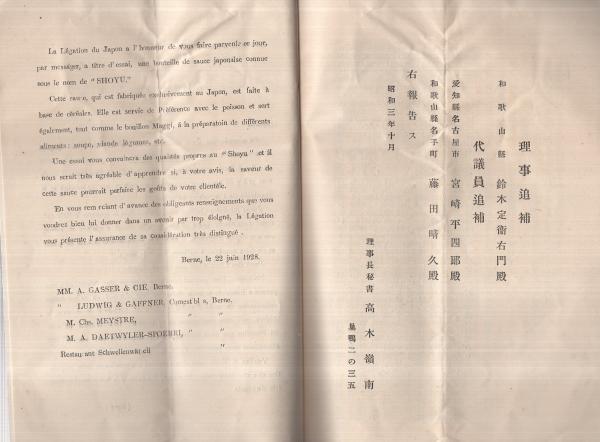 La Légation du Japon a l'honneur de vous faire parvenir ce jour,
par messager, a titre d'essai, une bouteille de sauce japonaise connue
sous le nom de "SHOYU."
Cette sauce, qui est fabriquée exclusivement au Japon, est faite à
base de céréales. Elle est servie de Préférence avec le poisson et sert
également, tout comme le bouillon Maggi, à la préparatoin de différents
aliments: soupe, viande légumes, etc.
Une essai vous convaincra des qualités propres au "Shoyu" et il
nous serait très agréable d'apprendre si, à votre avis, la saveur de
cette sauce pourrait parfaire les goûts de votre clientèle.
En vous remerciant d'avance des obligeants renseignements que vous
voudrez bien lui donner dans un avenir par trop éloigné, la Légation
vous présente l'assurance de sa considération très distingué.
Berne, le 22 juin 1928.
MM. A. GASSER & CIE, Berne.
" LUDWIG & GAFFNER, Comestibles, Berne.
M. Chs. MEYSTRE, " "
M. A. DAETWYLER-SPOERRI, " "
Restaurant Schwellenmätteli "
理事追補
和歌山縣 鈴木定衞右門殿
代議員追補
愛知縣名古屋市 宮崎平四郎殿
和歌山縣名手町 藤田晴久殿
右報告ス
昭和三年十月
理事長秘書 高木嶺南
巣鴨二の三五